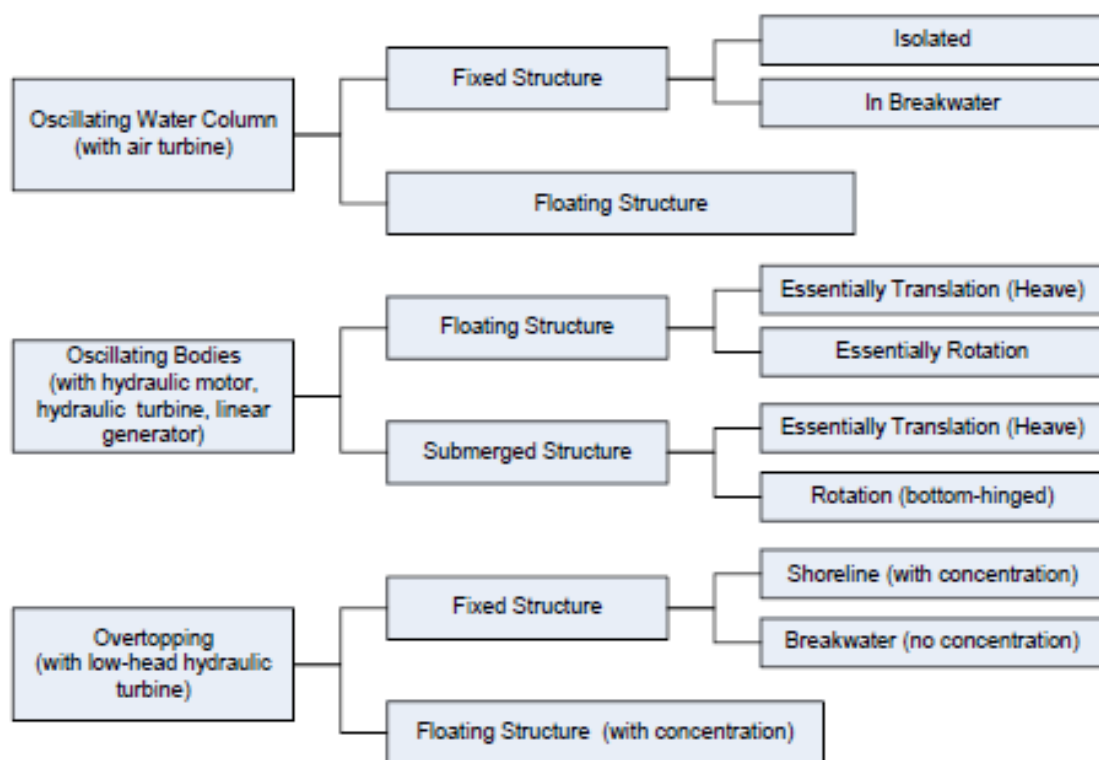 Isolated
Fixed Structure
In Breakwater
Oscillating Water Column
(with air turbine)
Floating Structure
Essentially Translation (Heave)
Floating Structure
Essentially Rotation
Oscillating Bodies
(with hydraulic motor,
hydraulic turbine, linear
generator)
Essentially Translation (Heave)
Submerged Structure
Rotation (bottom-hinged)
Shoreline (with concentration)
Fixed Structure
Breakwater (no concentration)
Overtopping
(with low-head hydraulic
turbine)
Floating Structure (with concentration)